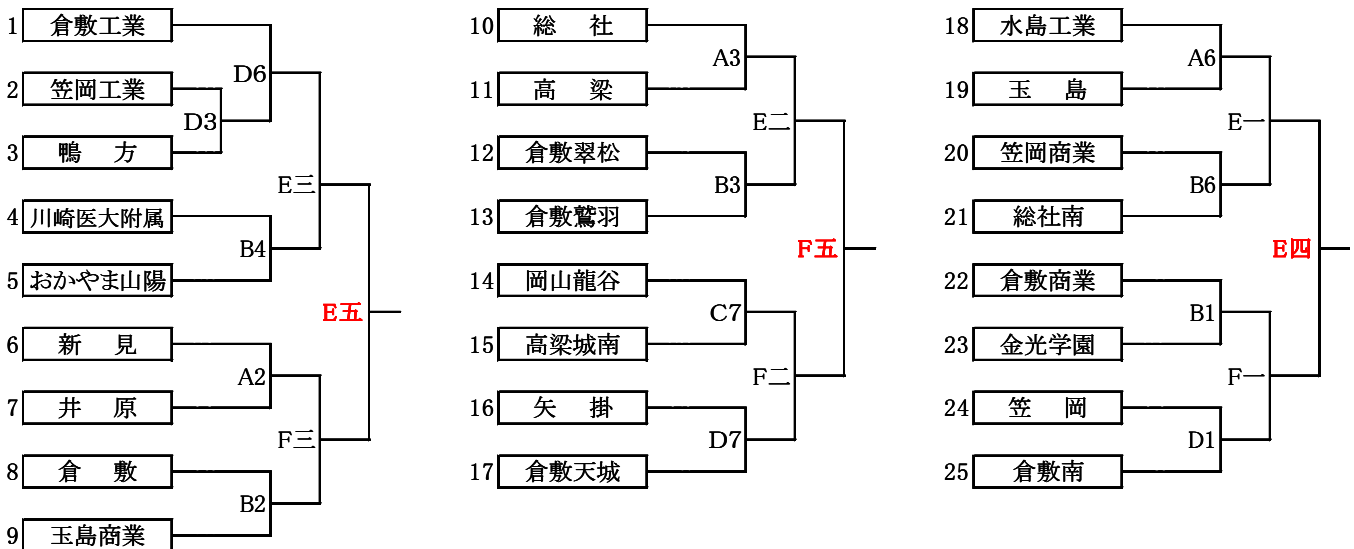 1 倉敷工業
D6
2 笠岡工業
D3
3 鴨 方
E三
4 川崎医大附属
B4
5 おかやま山陽
E五
6 新 見
A2
7 井 原
F三
8 倉 敷
B2
9 玉島商業
10 総 社
A3
11 高 梁
E二
12 倉敷翠松
B3
13 倉敷鷲羽
F五
14 岡山龍谷
C7
15 高梁城南
F二
16 矢 掛
D7
17 倉敷天城
18 水島工業
A6
19 玉 島
E一
20 笠岡商業
B6
21 総社南
E四
22 倉敷商業
B1
23 金光学園
F一
24 笠 岡
D1
25 倉敷南